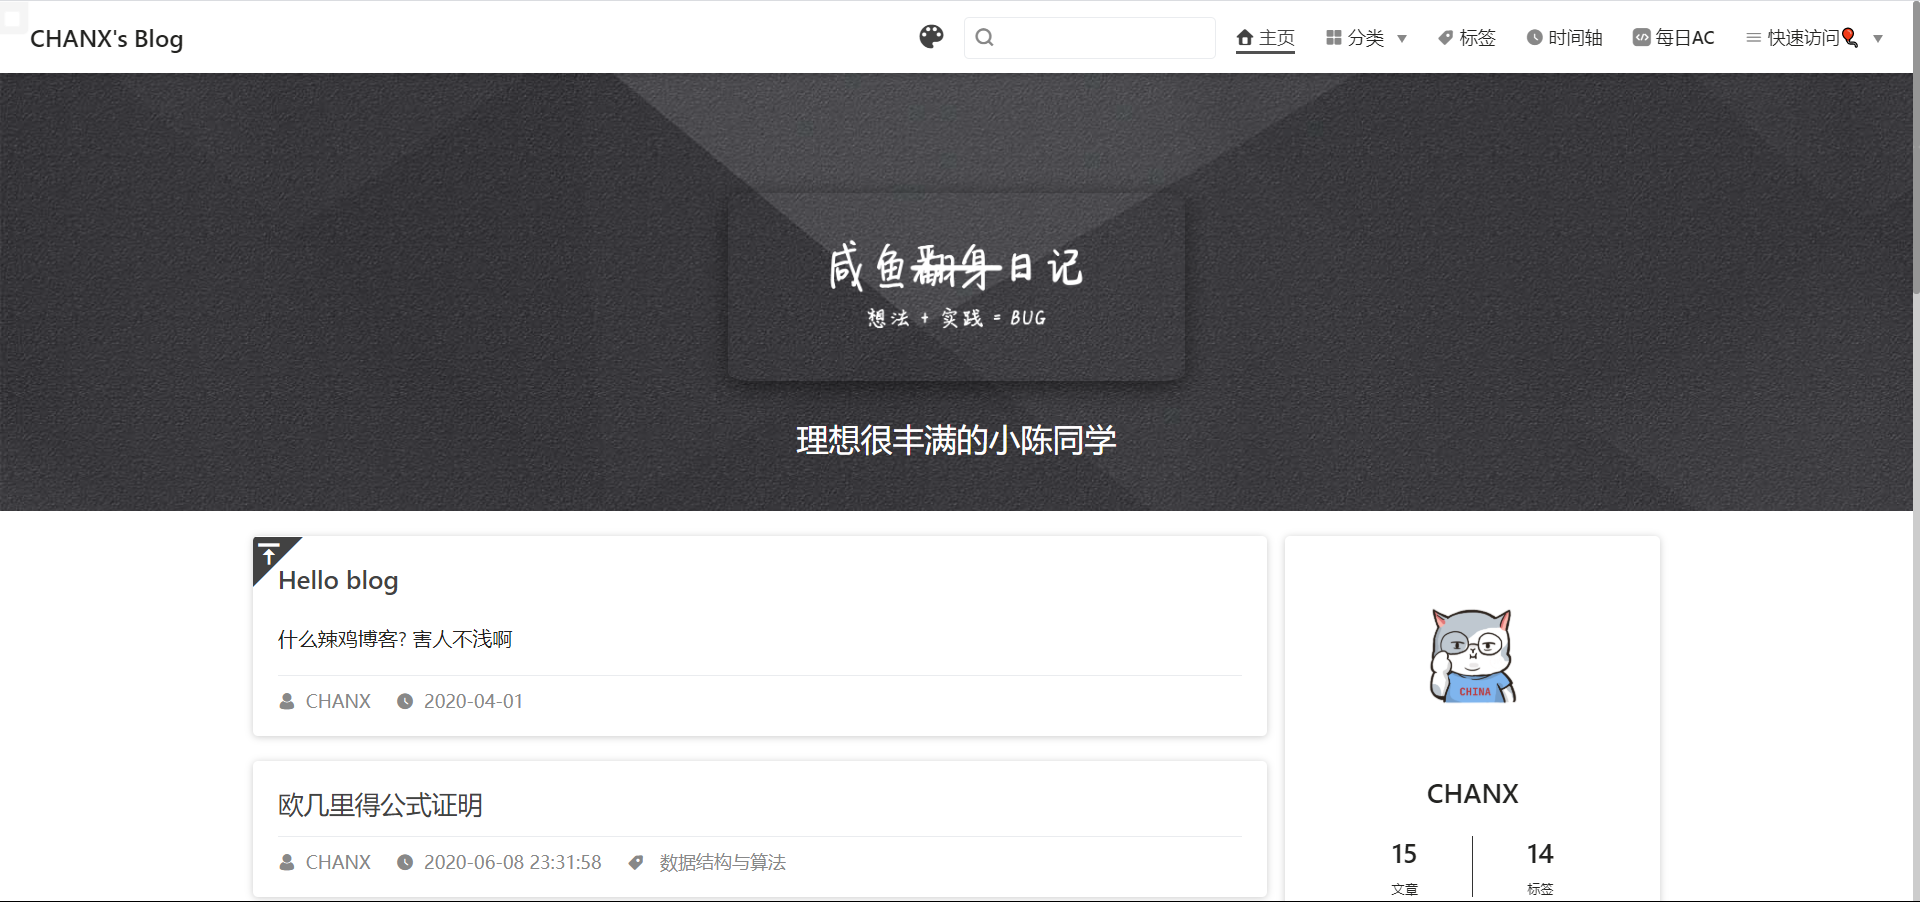 CHANX's Blog
主页 分类 标签 时间轴 每日AC 快速访问
咸鱼翻身日记
想法 + 实践 = BUG
理想很丰满的小陈同学
Hello blog
什么辣鸡博客? 害人不浅啊
CHANX 2020-04-01
欧几里得公式证明
CHANX 2020-06-08 23:31:58 数据结构与算法
CHINA
CHANX
15 14
文章 标签